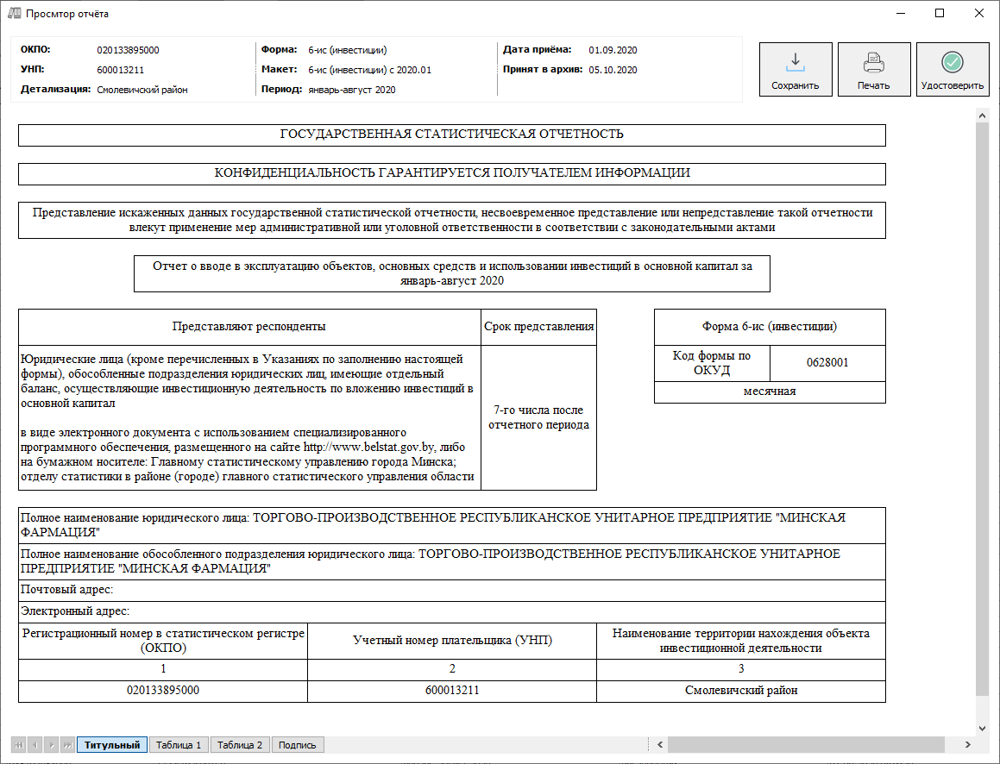 Просмтор отчёта
ОКПО: 020133895000 Форма: 6-ис (инвестиции) Дата приёма: 01.09.2020
УНП: 600013211 Макет: 6-ис (инвестиции) с 2020.01 Принят в архив: 05.10.2020
Детализация: Смолевичский район Период: январь-август 2020
Сохранить Печать Удостоверить
ГОСУДАРСТВЕННАЯ СТАТИСТИЧЕСКАЯ ОТЧЕТНОСТЬ
КОНФИДЕНЦИАЛЬНОСТЬ ГАРАНТИРУЕТСЯ ПОЛУЧАТЕЛЕМ ИНФОРМАЦИИ
Представление искаженных данных государственной статистической отчетности, несвоевременное представление или непредставление такой отчетности
влекут применение мер административной или уголовной ответственности в соответствии с законодательными актами
Отчет о вводе в эксплуатацию объектов, основных средств и использовании инвестиций в основной капитал за
январь-август 2020
Представляют респонденты Срок представления
Юридические лица (кроме перечисленных в Указаниях по заполнению настоящей
формы), обособленные подразделения юридических лиц, имеющие отдельный
баланс, осуществляющие инвестиционную деятельность по вложению инвестиций в
основной капитал
в виде электронного документа с использованием специализированного
программного обеспечения, размещенного на сайте http://www.belstat.gov.by, либо
на бумажном носителе: Главному статистическому управлению города Минска;
отделу статистики в районе (городе) главного статистического управления области
7-го числа после
отчетного периода
Форма 6-ис (инвестиции)
Код формы по
ОКУД
0628001
месячная
Полное наименование юридического лица: ТОРГОВО-ПРОИЗВОДСТВЕННОЕ РЕСПУБЛИКАНСКОЕ УНИТАРНОЕ ПРЕДПРИЯТИЕ "МИНСКАЯ
ФАРМАЦИЯ"
Полное наименование обособленного подразделения юридического лица: ТОРГОВО-ПРОИЗВОДСТВЕННОЕ РЕСПУБЛИКАНСКОЕ УНИТАРНОЕ
ПРЕДПРИЯТИЕ "МИНСКАЯ ФАРМАЦИЯ"
Почтовый адрес:
Электронный адрес:
Регистрационный номер в статистическом регистре
(ОКПО)
Учетный номер плательщика (УНП)
Наименование территории нахождения объекта
инвестиционной деятельности
1 2 3
020133895000 600013211 Смолевичский район
Титульный Таблица 1 Таблица 2 Подпись